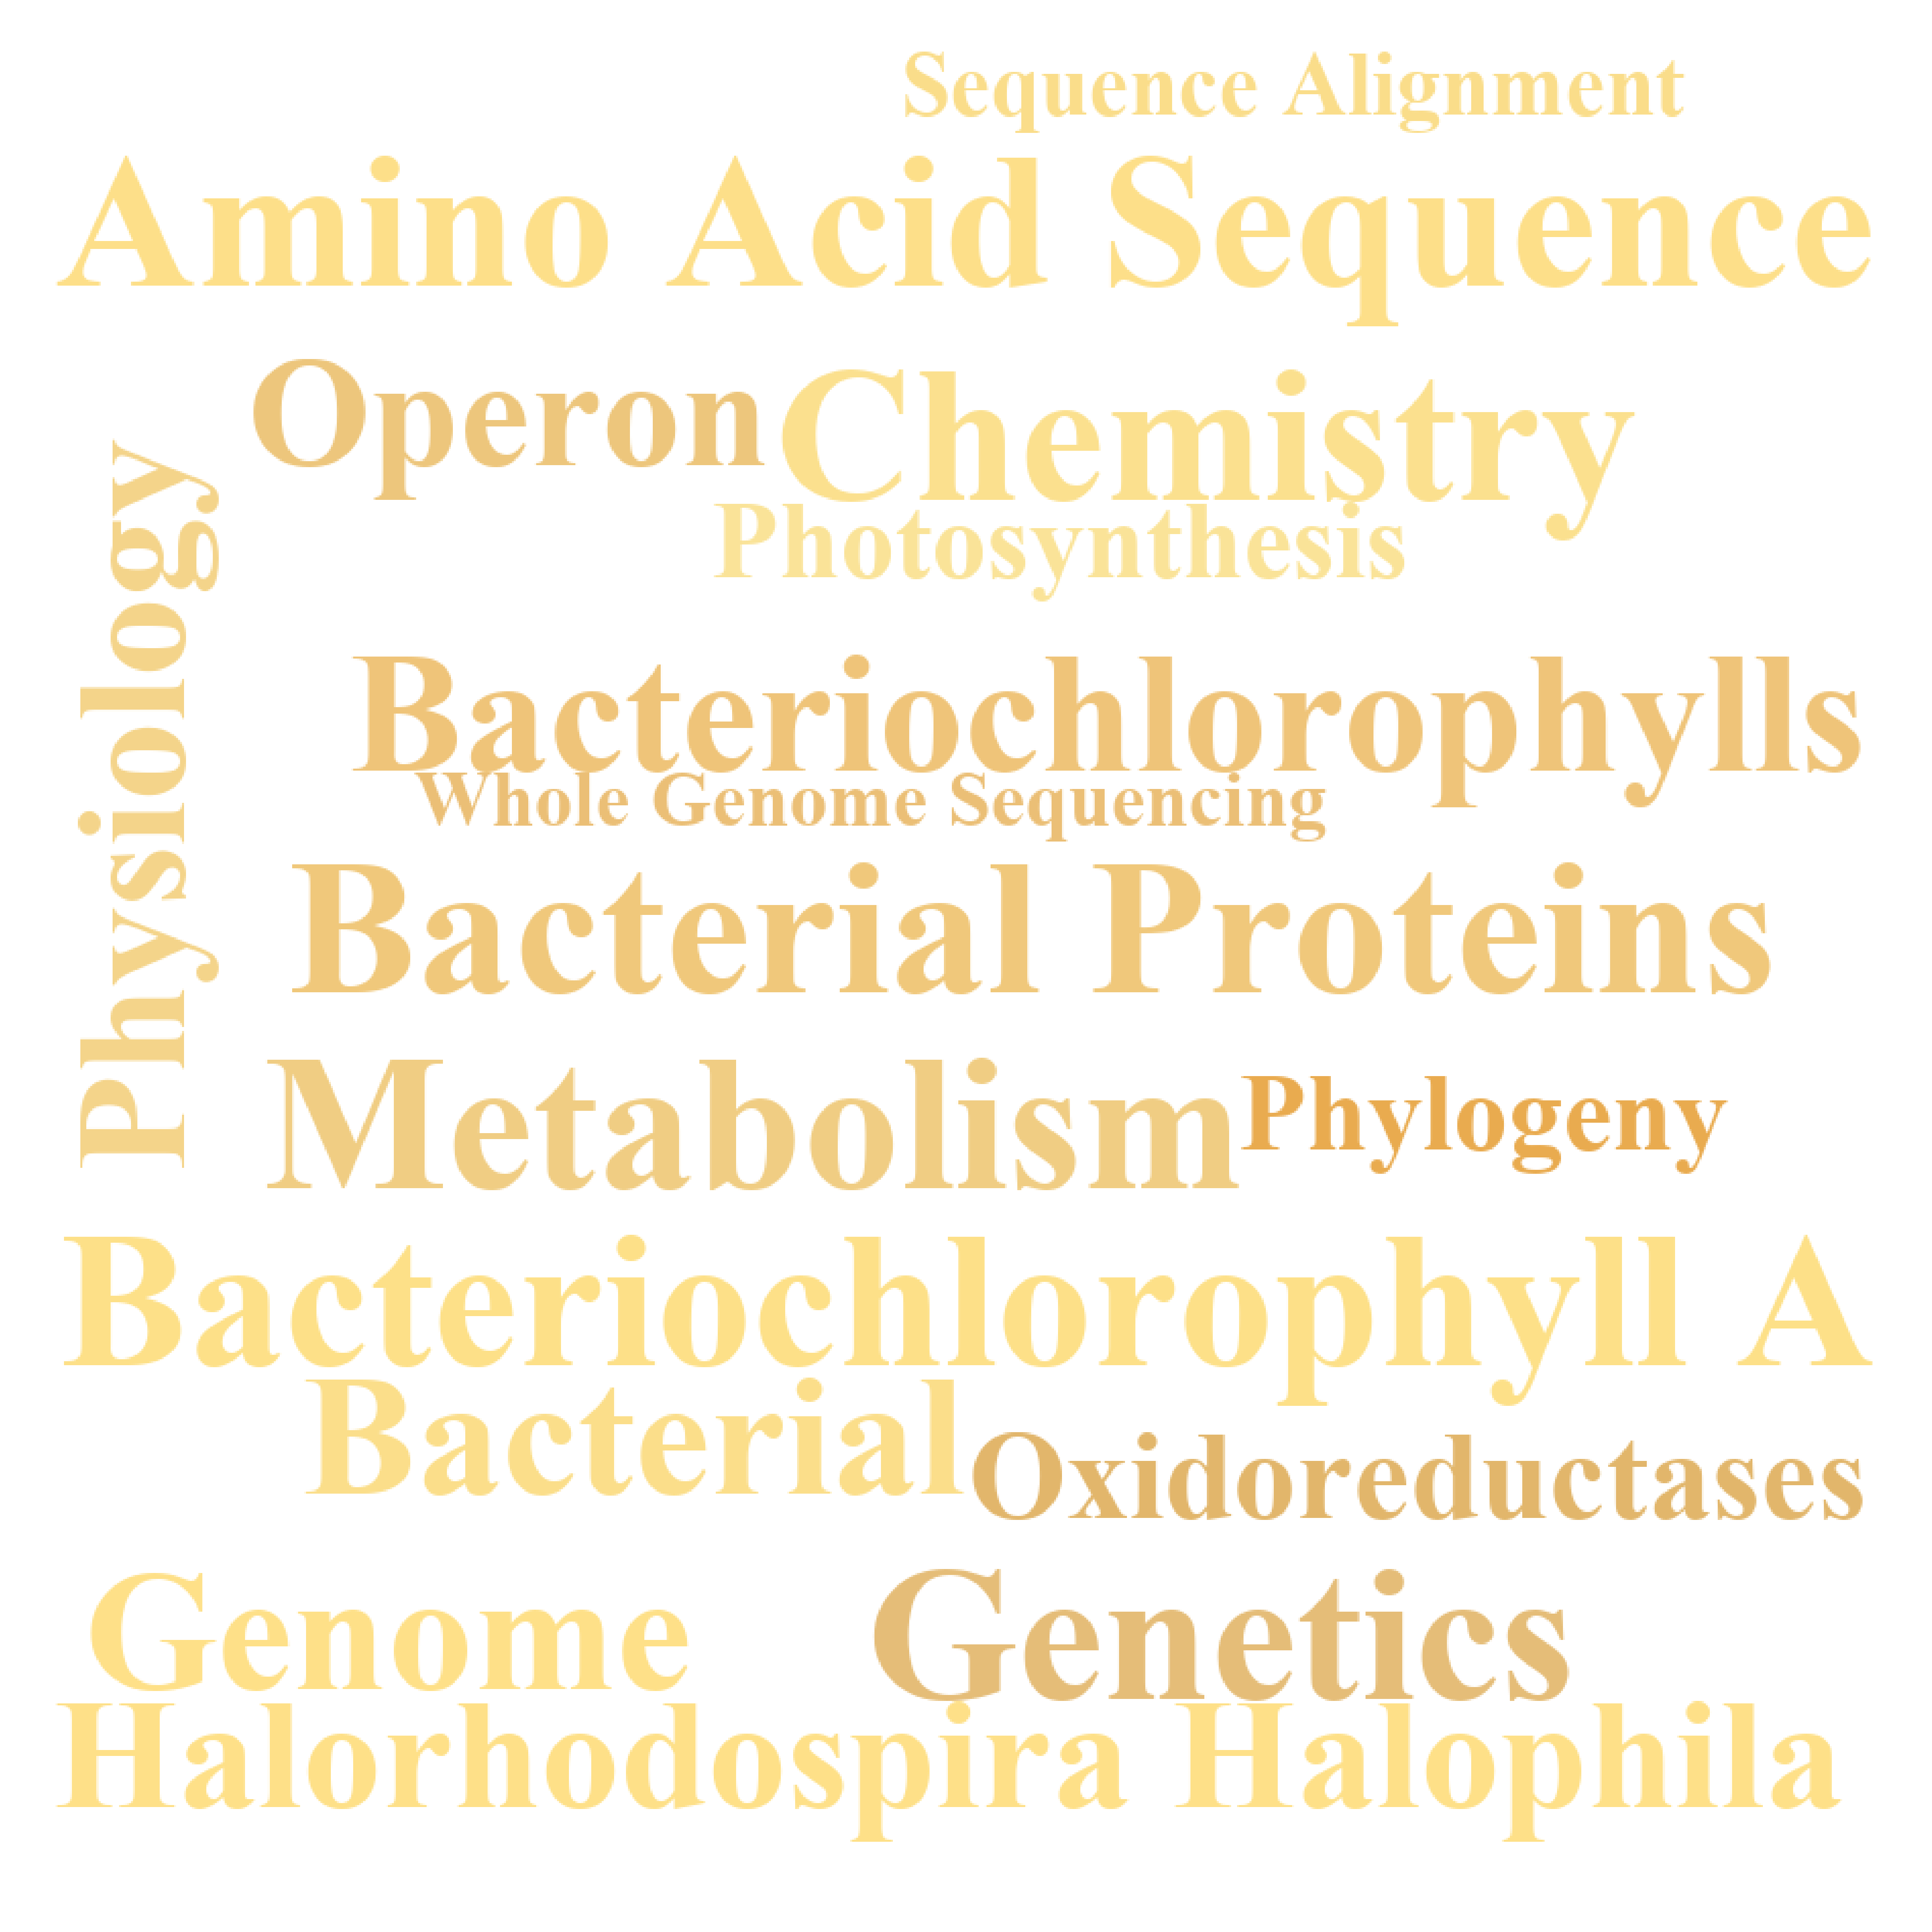 Sequence Alignment
Amino Acid Sequence
Operon
Chemistry
Physiology
Photosynthesis
Bacteriochlorophylls
Whole Genome Sequencing
Bacterial Proteins
Metabolism
Phylogeny
Bacteriochlorophyll A
Bacterial
Oxidoreductases
Genome
Genetics
Halorhodospira Halophila